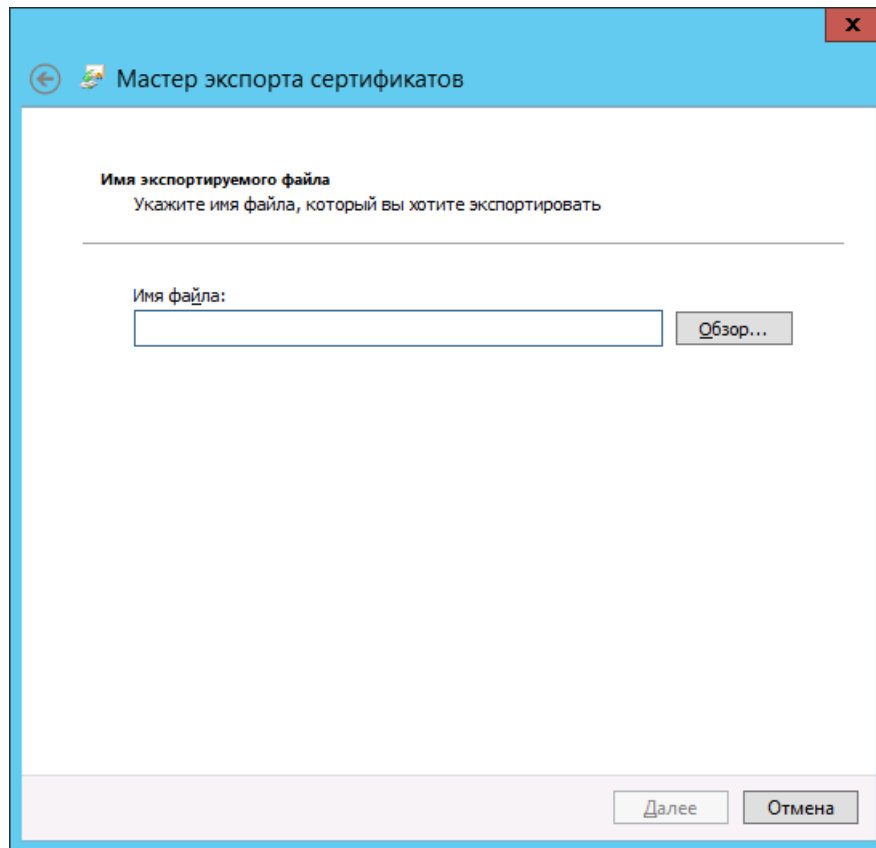 x
Мастер экспорта сертификатов
Имя экспортируемого файла
Укажите имя файла, который вы хотите экспортировать
Имя файла:
Обзор...
Далее
Отмена